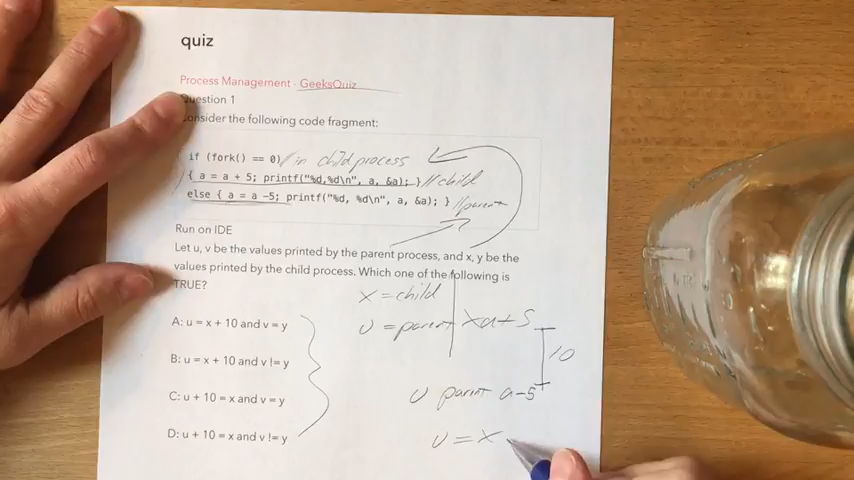 quiz
Process Management - GeeksQuiz
Question 1
Consider the following code fragment:
if (fork() == 0) // in child process
{ a = a + 5; printf("%d,%d\n", a, &a); } // child
else { a = a −5; printf("%d, %d\n", a, &a); } // parent
Run on IDE
Let u, v be the values printed by the parent process, and x, y be the
values printed by the child process. Which one of the following is
TRUE?
x = child
u = parent
x a+5
10
A: u = x + 10 and v = y
B: u = x + 10 and v != y
C: u + 10 = x and v = y
D: u + 10 = x and v != y
u parent a-5
u = x